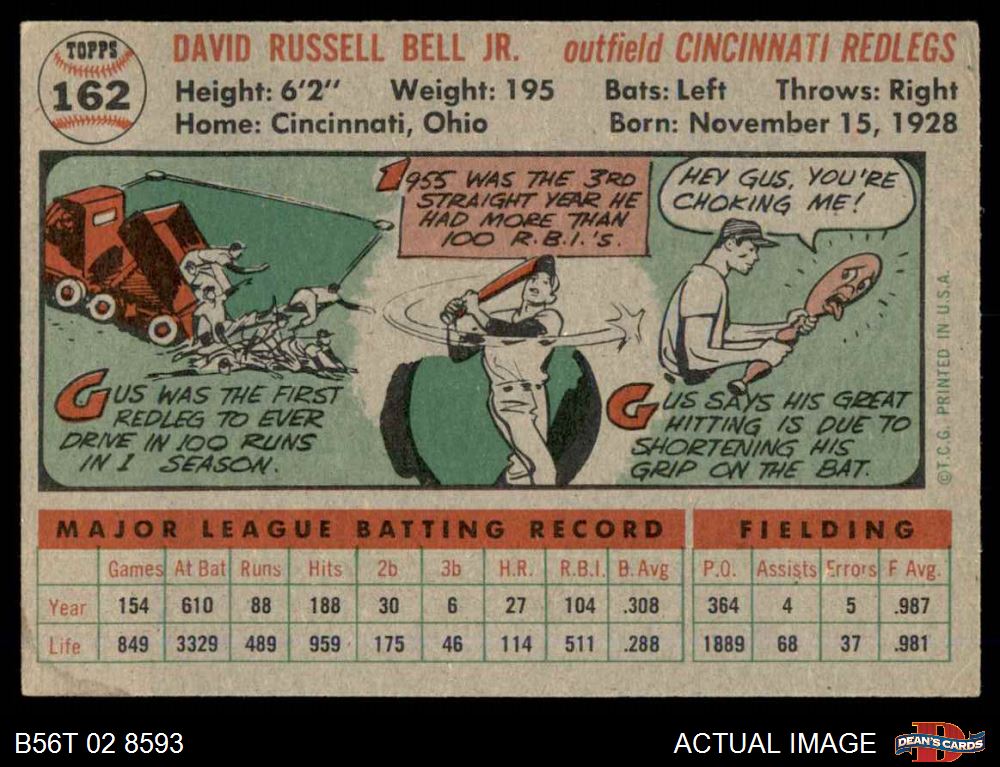 TOPPS
162
DAVID RUSSELL BELL JR. outfield CINCINNATI REDLEGS
Height: 6'2" Weight: 195 Bats: Left Throws: Right
Home: Cincinnati, Ohio Born: November 15, 1928
1955 WAS THE 3RD
STRAIGHT YEAR HE
HAD MORE THAN
100 R.B.I.'S.
HEY GUS, YOU'RE
CHOKING ME!
GUS WAS THE FIRST
REDLEG TO EVER
DRIVE IN 100 RUNS
IN 1 SEASON.
GUS SAYS HIS GREAT
HITTING IS DUE TO
SHORTENING HIS
GRIP ON THE BAT.
©T.C.G. PRINTED IN U.S.A.
MAJOR LEAGUE BATTING RECORD FIELDING
Games At Bat Runs Hits 2b 3b H.R. R.B.I. B. Avg P.O. Assists Errors F Avg.
Year 154 610 88 188 30 6 27 104 .308 364 4 5 .987
Life 849 3329 489 959 175 46 114 511 .288 1889 68 37 .981
B56T 02 8593
ACTUAL IMAGE
DEAN'S CARDS